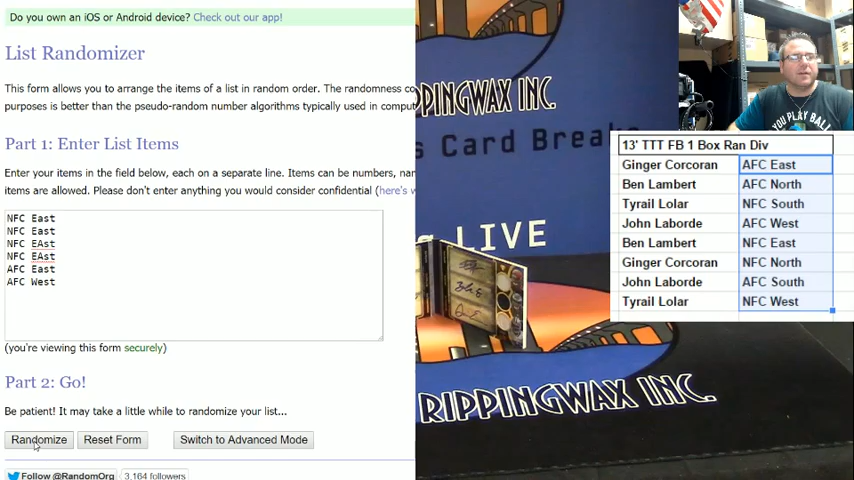 Do you own an iOS or Android device? Check out our app!
List Randomizer
This form allows you to arrange the items of a list in random order. The randomness
purposes is better than the pseudo-random number algorithms typically used in
Part 1: Enter List Items
Enter your items in the field below, each on a separate line. Items can be numbers,
items are allowed. Please don't enter anything you would consider confidential (here's
NFC East
NFC East
NFC EAst
NFC EAst
AFC East
AFC West
(you're viewing this form securely)
Part 2: Go!
Be patient! It may take a little while to randomize your list...
Randomize
Reset Form
Switch to Advanced Mode
Follow @RandomOrg
3,164 followers
PPINGWAX INC.
s Card Breaks
LIVE
RIPPINGWAX INC.
YOU PLAY BALL
13' TTT FB 1 Box Ran Div
Ginger Corcoran AFC East
Ben Lambert AFC North
Tyrail Lolar NFC South
John Laborde AFC West
Ben Lambert NFC East
Ginger Corcoran NFC North
John Laborde AFC South
Tyrail Lolar NFC West